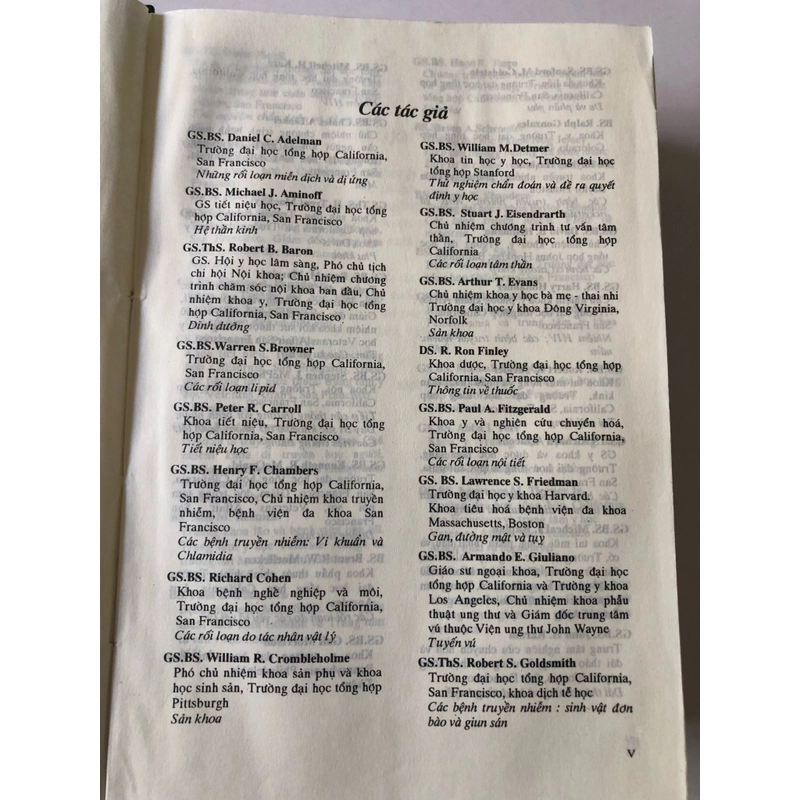 Các tác giả
GS.BS. Daniel C. Adelman
Trường đại học tổng hợp California,
San Francisco
Những rối loạn miễn dịch và dị ứng
GS.BS. Michael J. Aminoff
GS tiết niệu học, Trường đại học tổng
hợp California, San Francisco
Hệ thần kinh
GS.ThS. Robert B. Baron
GS. Hội y học lâm sàng, Phó chủ tịch
chi hội Nội khoa; Chủ nhiệm chương
trình chăm sóc nội khoa ban đầu, Chủ
nhiệm khoa y, Trường đại học tổng
hợp California, San Francisco
Dinh dưỡng
GS.BS.Warren S.Browner
Trường đại học tổng hợp California,
San Francisco
Các rối loạn lipid
GS.BS. Peter R. Carroll
Khoa tiết niệu, Trường đại học tổng
hợp California, San Francisco
Tiết niệu học
GS.BS. Henry F. Chambers
Trường đại học tổng hợp California,
San Francisco, Chủ nhiệm khoa truyền
nhiễm, bệnh viện đa khoa San
Francisco
Các bệnh truyền nhiễm: Vi khuẩn và
Chlamidia
GS.BS. Richard Cohen
Khoa bệnh nghề nghiệp và môi,
Trường đại học tổng hợp California,
San Francisco
Các rối loạn do tác nhân vật lý
GS.BS. William R. Crombleholme
Phó chủ nhiệm khoa sản phụ và khoa
học sinh sản, Trường đại học tổng hợp
Pittsburgh
Sản khoa
GS.BS. William M.Detmer
Khoa tin học y học, Trường đại học
tổng hợp Stanford
Thử nghiệm chẩn đoán và đề ra quyết
định y học
GS.BS. Stuart J. Eisendrarth
Chủ nhiệm chương trình tư vấn tâm
thần, Trường đại học tổng hợp
California
Các rối loạn tâm thần
GS.BS. Arthur T. Evans
Chủ nhiệm khoa y học bà mẹ - thai nhi
Trường đại học y khoa Đông Virginia,
Norfolk
Sản khoa
DS. R. Ron Finley
Khoa dược, Trường đại học tổng hợp
California, San Francisco
Thông tin về thuốc
GS.BS. Paul A. Fitzgerald
Khoa y và nghiên cứu chuyển hoá,
Trường đại học tổng hợp California,
San Francisco
Các rối loạn nội tiết
GS. BS. Lawrence S. Friedman
Trường đại học y khoa Harvard.
Khoa tiêu hoá bệnh viện đa khoa
Massachusetts, Boston
Gan, đường mật và tụy
GS.BS. Armando E. Giuliano
Giáo sư ngoại khoa, Trường đại học
tổng hợp California và Trường y khoa
Los Angeles, Chủ nhiệm khoa phẫu
thuật ung thư và Giám đốc trung tâm
vú thuộc Viện ung thư John Wayne
Tuyến vú
GS.ThS. Robert S. Goldsmith
Trường đại học tổng hợp California,
San Francisco, khoa dịch tễ học
Các bệnh truyền nhiễm : sinh vật đơn
bào và giun sán
V